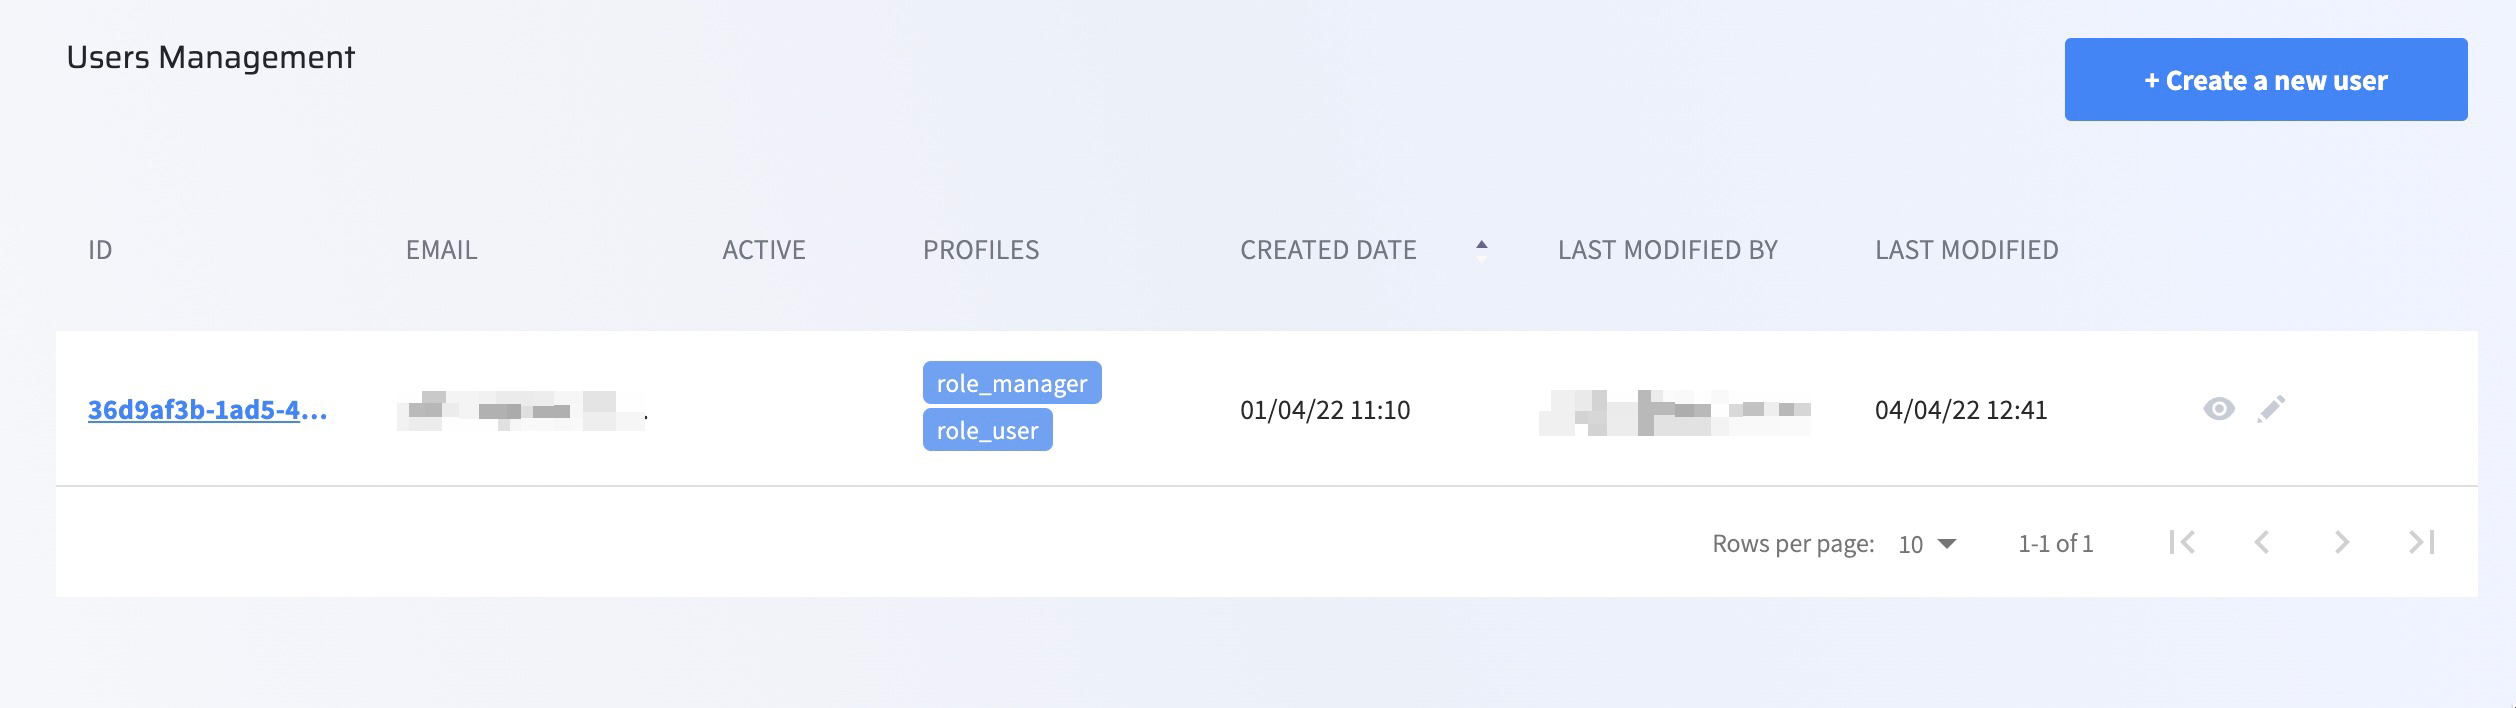 Users Management
+ Create a new user
ID EMAIL ACTIVE PROFILES CREATED DATE LAST MODIFIED BY LAST MODIFIED
36d9af3b-1ad5-4... role_manager 01/04/22 11:10 04/04/22 12:41
role_user
Rows per page: 10 1-1 of 1